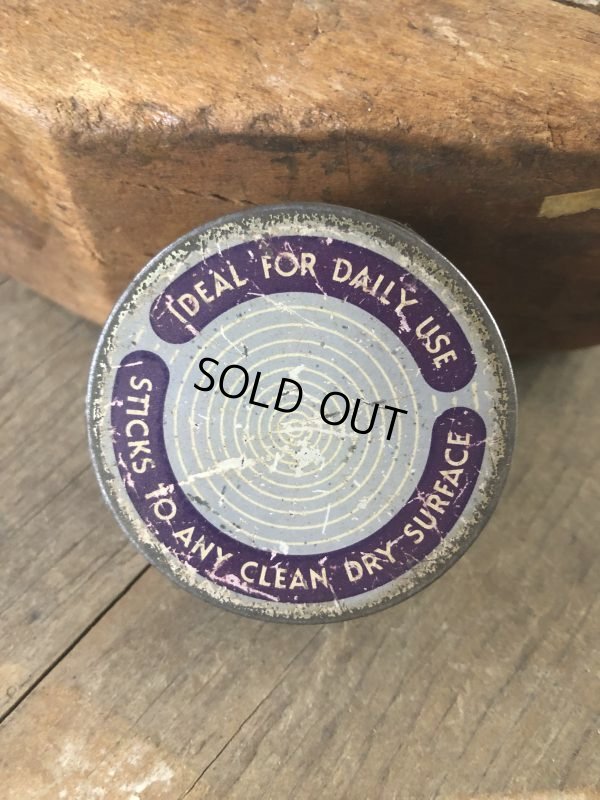 IDEAL FOR DAILY USE
SOLD OUT
STICKS TO ANY CLEAN DRY SURFACE